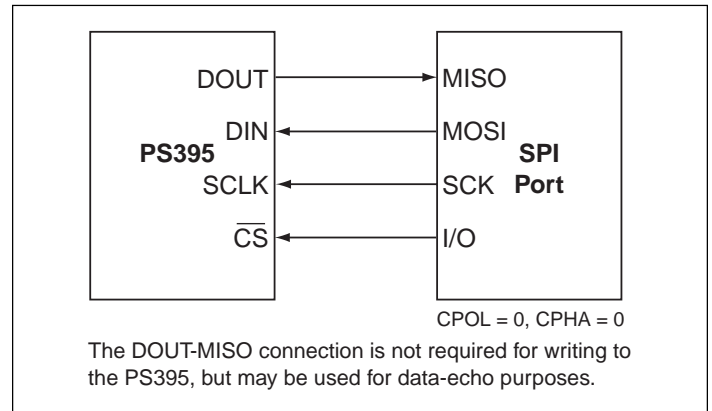 DOUT MISO
DIN MOSI
PS395 SPI
SCLK SCK Port
C̅S̅ I/O
CPOL = 0, CPHA = 0
The DOUT-MISO connection is not required for writing to
the PS395, but may be used for data-echo purposes.